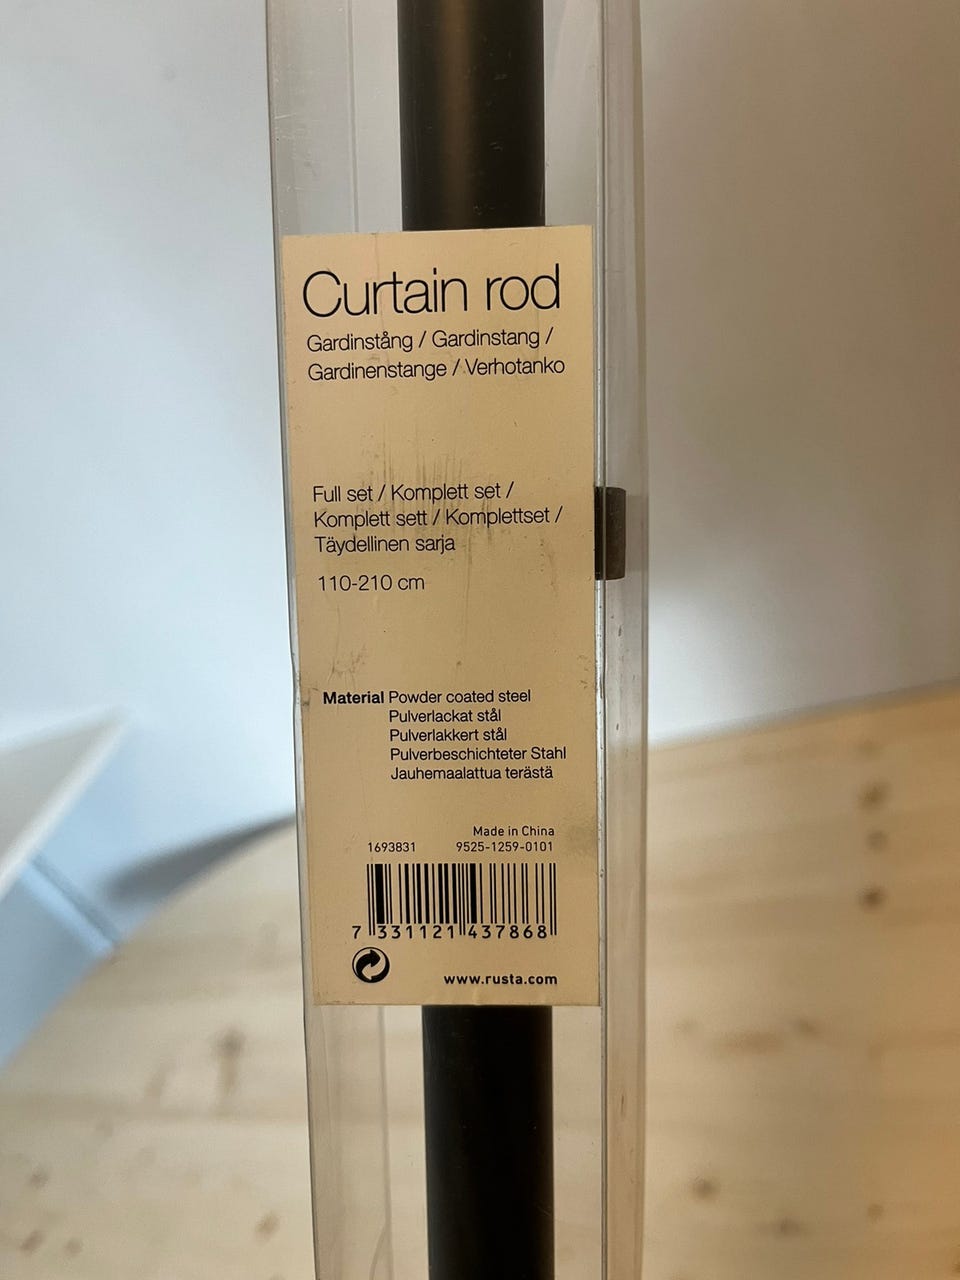 Curtain rod
Gardinstång / Gardinstang /
Gardinenstange / Verhotanko
Full set / Komplett set /
Komplett sett / Komplettset /
Täydellinen sarja
110-210 cm
Material Powder coated steel
Pulverlackat stål
Pulverlakkert stål
Pulverbeschichteter Stahl
Jauhemaalattua terästä
Made in China
1693831 9525-1259-0101
7 331121 437868
www.rusta.com